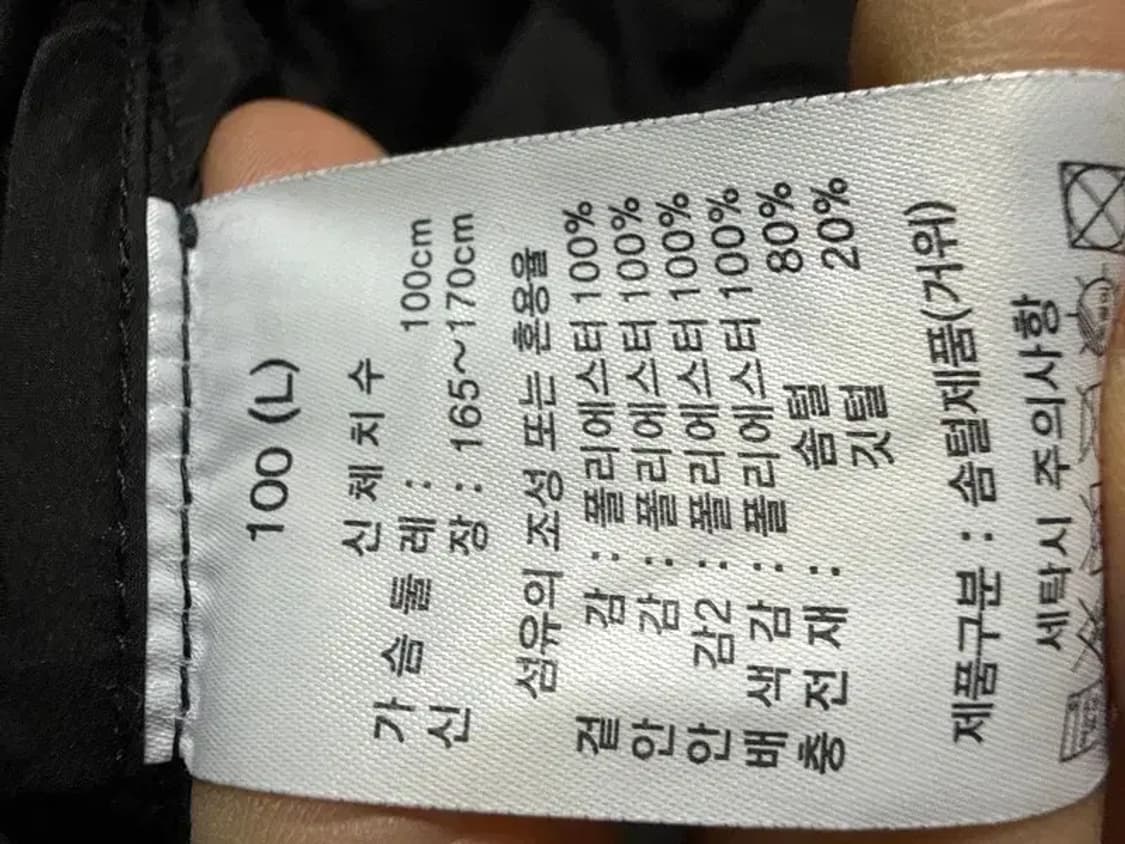 100 (L)
신 체 치 수
가 슴 둘 레 : 100cm
신 장 : 165~170cm
섬유의 조성 또는 혼용율
겉 감 : 폴리에스터 100%
안 감 : 폴리에스터 100%
안 감2 : 폴리에스터 100%
배 색 감 : 폴리에스터 100%
충 전 재 : 솜털 80%
깃털 20%
제품구분 : 솜털제품(거위)
세탁시 주의사항